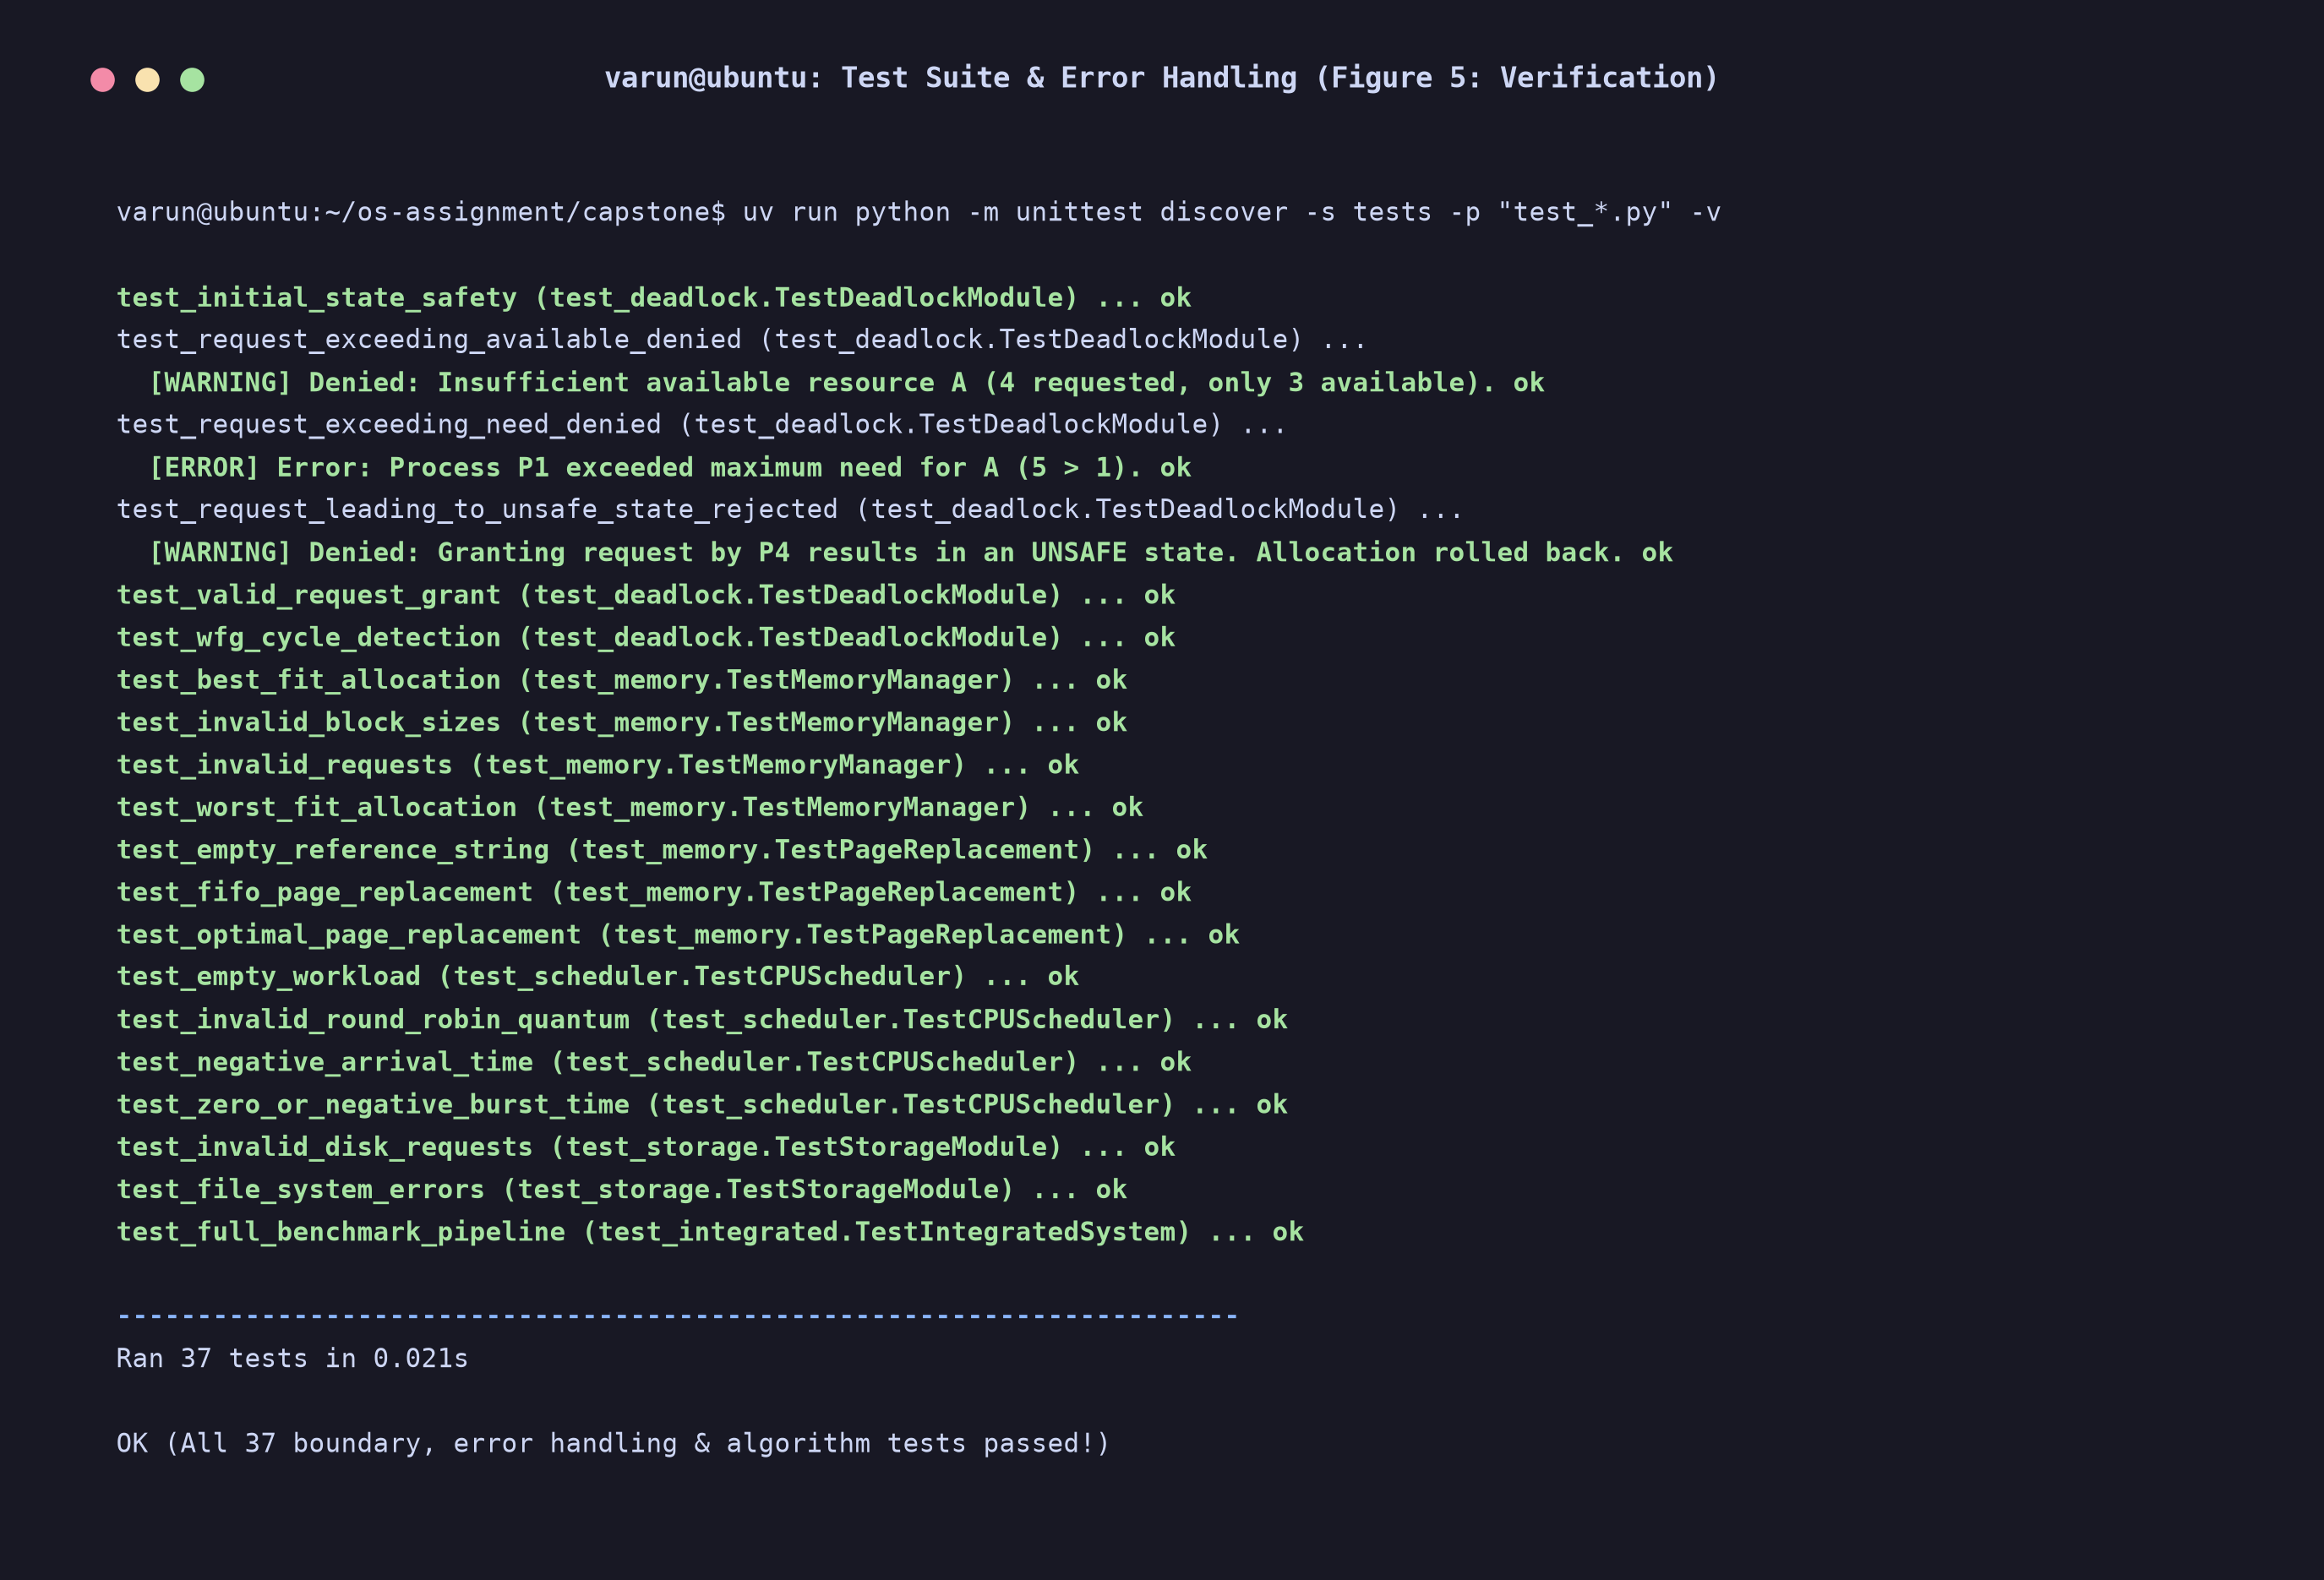 varun@ubuntu: Test Suite & Error Handling (Figure 5: Verification)
varun@ubuntu:~/os-assignment/capstone$ uv run python -m unittest discover -s tests -p "test_*.py" -v
test_initial_state_safety (test_deadlock.TestDeadlockModule) ... ok
test_request_exceeding_available_denied (test_deadlock.TestDeadlockModule) ...
  [WARNING] Denied: Insufficient available resource A (4 requested, only 3 available). ok
test_request_exceeding_need_denied (test_deadlock.TestDeadlockModule) ...
  [ERROR] Error: Process P1 exceeded maximum need for A (5 > 1). ok
test_request_leading_to_unsafe_state_rejected (test_deadlock.TestDeadlockModule) ...
  [WARNING] Denied: Granting request by P4 results in an UNSAFE state. Allocation rolled back. ok
test_valid_request_grant (test_deadlock.TestDeadlockModule) ... ok
test_wfg_cycle_detection (test_deadlock.TestDeadlockModule) ... ok
test_best_fit_allocation (test_memory.TestMemoryManager) ... ok
test_invalid_block_sizes (test_memory.TestMemoryManager) ... ok
test_invalid_requests (test_memory.TestMemoryManager) ... ok
test_worst_fit_allocation (test_memory.TestMemoryManager) ... ok
test_empty_reference_string (test_memory.TestPageReplacement) ... ok
test_fifo_page_replacement (test_memory.TestPageReplacement) ... ok
test_optimal_page_replacement (test_memory.TestPageReplacement) ... ok
test_empty_workload (test_scheduler.TestCPUScheduler) ... ok
test_invalid_round_robin_quantum (test_scheduler.TestCPUScheduler) ... ok
test_negative_arrival_time (test_scheduler.TestCPUScheduler) ... ok
test_zero_or_negative_burst_time (test_scheduler.TestCPUScheduler) ... ok
test_invalid_disk_requests (test_storage.TestStorageModule) ... ok
test_file_system_errors (test_storage.TestStorageModule) ... ok
test_full_benchmark_pipeline (test_integrated.TestIntegratedSystem) ... ok
----------------------------------------------------------------------
Ran 37 tests in 0.021s
OK (All 37 boundary, error handling & algorithm tests passed!)